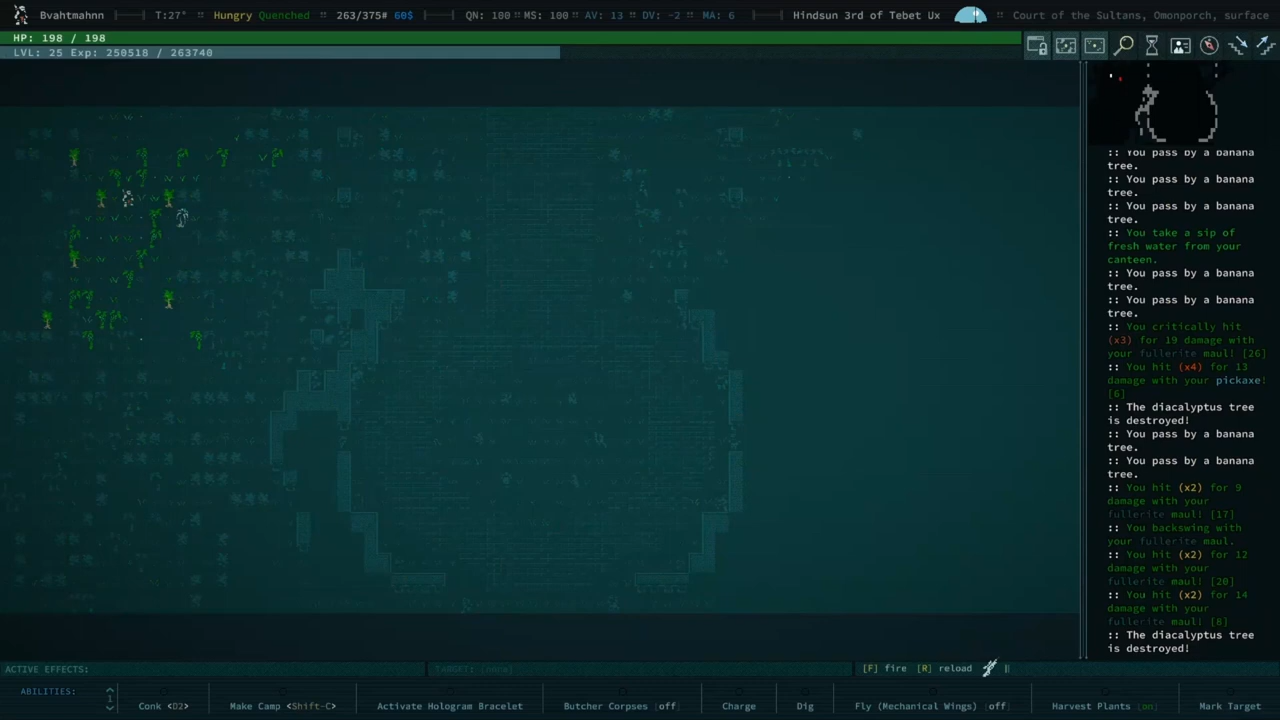 Bvahtmahnn T:27° :: Hungry Quenched :: 263/375# 60$ QN: 100 :: MS: 100 :: AV: 13 :: DV: -2 :: MA: 6 Hindsun 3rd of Tebet Ux :: Court of the Sultans, Omonporch, surface
HP: 198 / 198
LVL: 25 Exp: 250518 / 263740
:: You pass by a banana
tree.
:: You pass by a banana
tree.
:: You pass by a banana
tree.
:: You take a sip of
fresh water from your
canteen.
:: You pass by a banana
tree.
:: You pass by a banana
tree.
:: You critically hit
(x3) for 19 damage with
your fullerite maul! [26]
:: You hit (x4) for 13
damage with your pickaxe!
[6]
:: The diacalyptus tree
is destroyed!
:: You pass by a banana
tree.
:: You pass by a banana
tree.
:: You hit (x2) for 9
damage with your
fullerite maul! [17]
:: You backswing with
your fullerite maul.
:: You hit (x2) for 12
damage with your
fullerite maul! [20]
:: You hit (x2) for 14
damage with your
fullerite maul! [8]
:: The diacalyptus tree
is destroyed!
ACTIVE EFFECTS: TARGET: [none] [F] fire [R] reload
ABILITIES: 1 Conk <02> Make Camp <Shift-C> Activate Hologram Bracelet Butcher Corpses [off] Charge Dig Fly (Mechanical Wings) [off] Harvest Plants [on] Mark Target